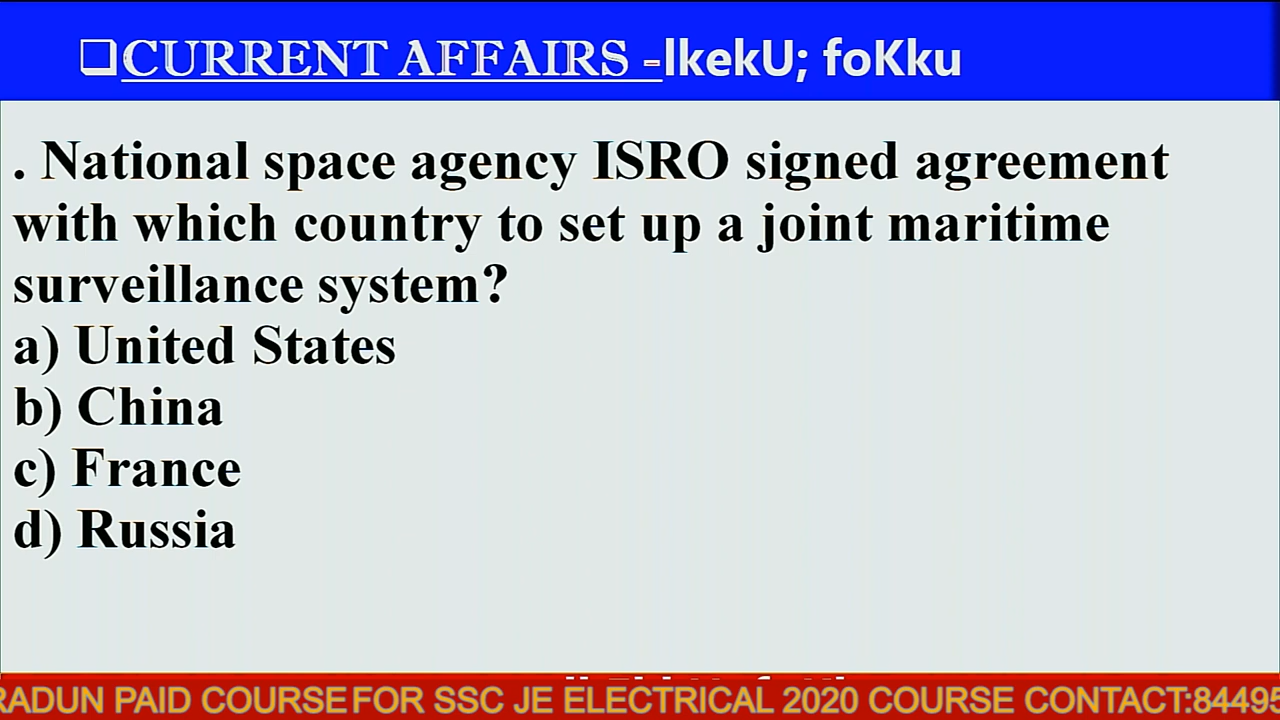 ❑CURRENT AFFAIRS -lkekU; foKku
. National space agency ISRO signed agreement
with which country to set up a joint maritime
surveillance system?
a) United States
b) China
c) France
d) Russia
RADUN PAID COURSE FOR SSC JE ELECTRICAL 2020 COURSE CONTACT:84495